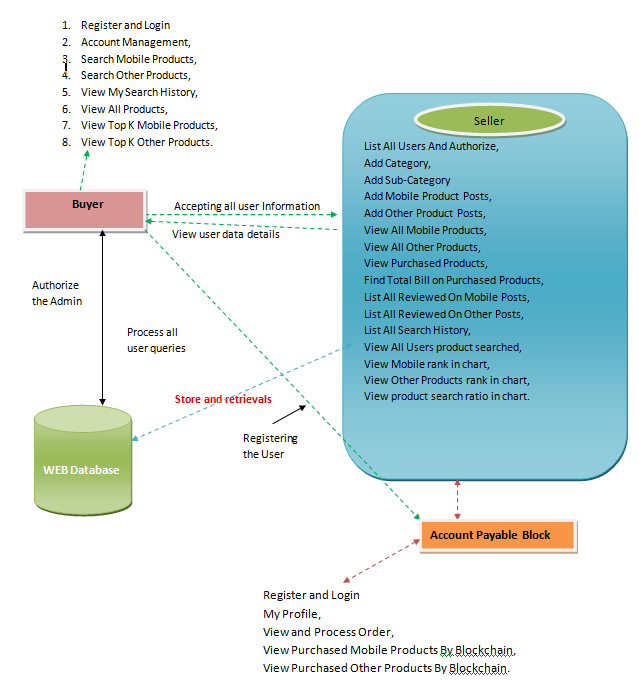 1. Register and Login
2. Account Management,
3. Search Mobile Products,
4. Search Other Products,
5. View My Search History,
6. View All Products,
7. View Top K Mobile Products,
8. View Top K Other Products.
Seller
List All Users And Authorize,
Add Category,
Add Sub-Category
Add Mobile Product Posts,
Add Other Product Posts,
View All Mobile Products,
View All Other Products,
View Purchased Products,
Find Total Bill on Purchased Products,
List All Reviewed On Mobile Posts,
List All Reviewed On Other Posts,
List All Search History,
View All Users product searched,
View Mobile rank in chart,
View Other Products rank in chart,
View product search ratio in chart.
Buyer
Accepting all user Information
View user data details
Authorize
the Admin
Process all
user queries
Store and retrievals
Registering
the User
WEB Database
Account Payable Block
Register and Login
My Profile,
View and Process Order,
View Purchased Mobile Products By Blockchain,
View Purchased Other Products By Blockchain.